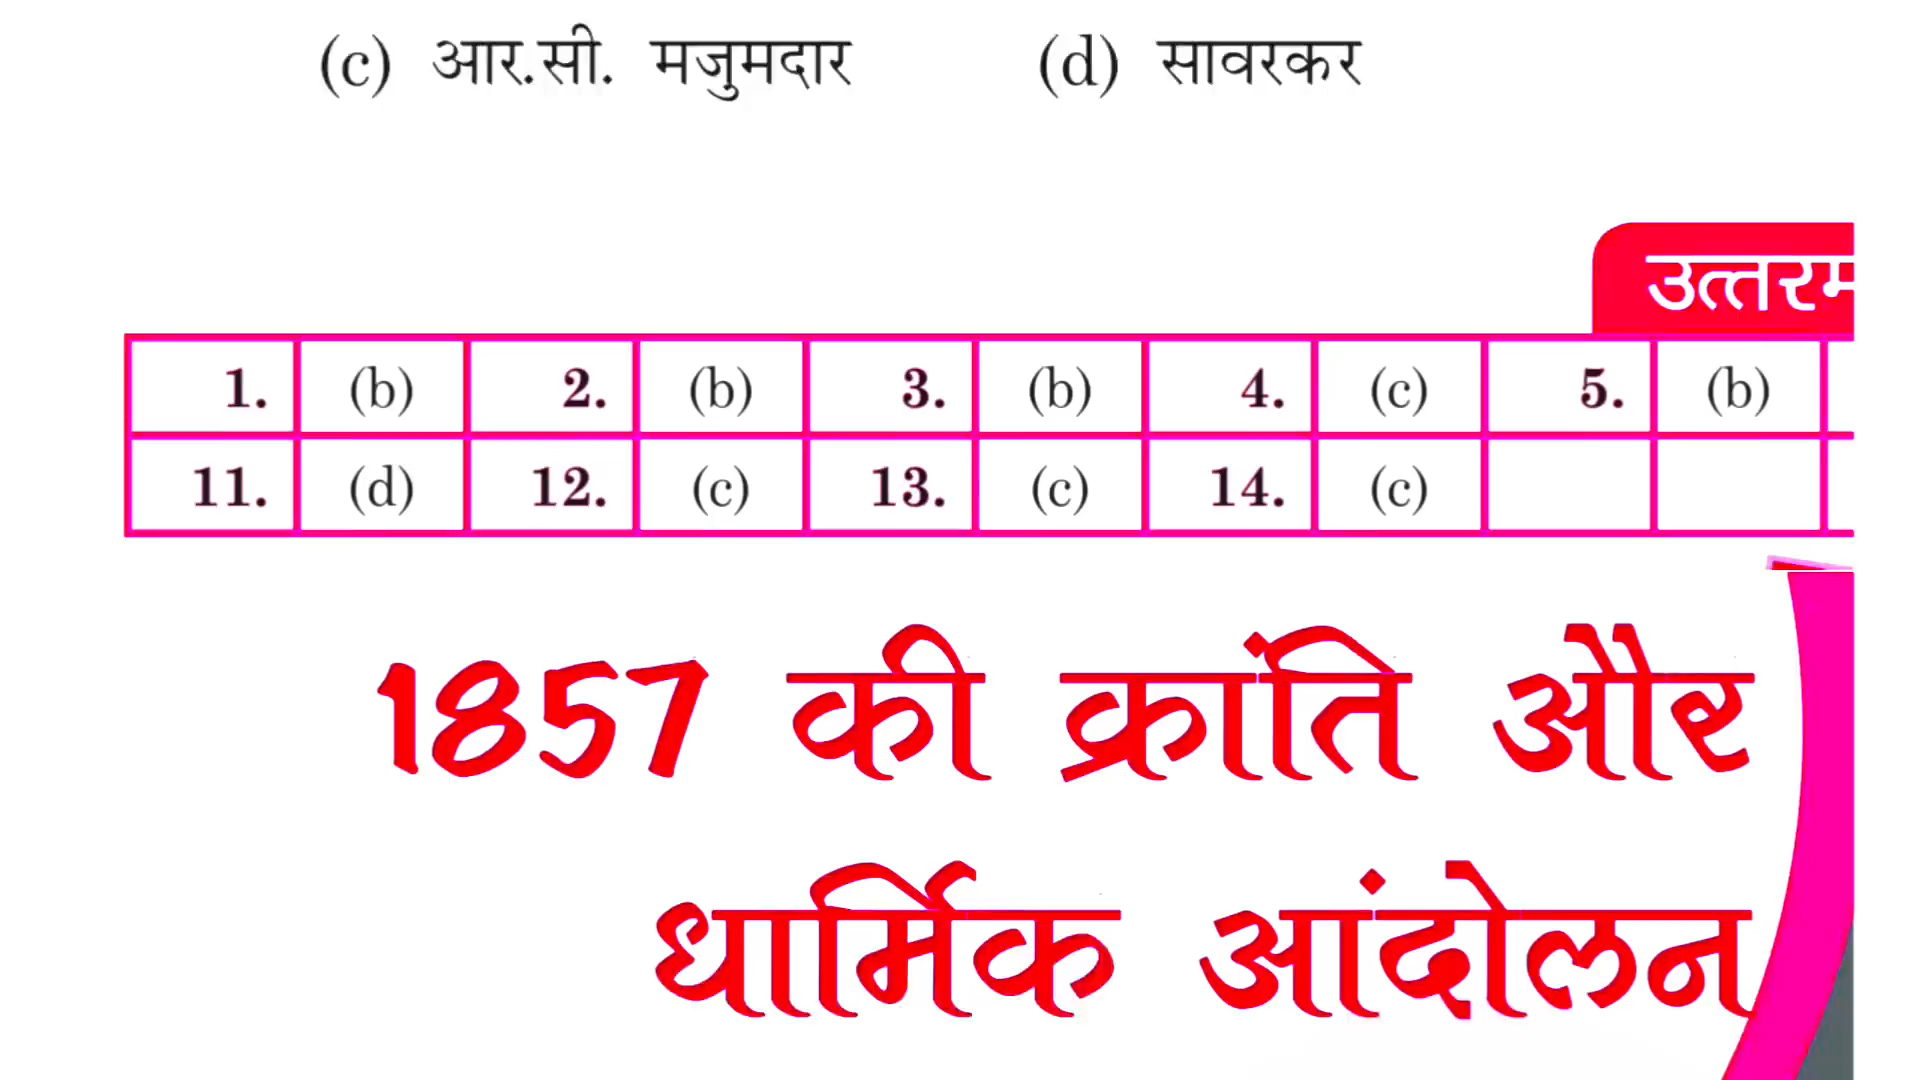 (c) आर.सी. मजुमदार (d) सावरकर
उत्तरम
1. (b) 2. (b) 3. (b) 4. (c) 5. (b)
11. (d) 12. (c) 13. (c) 14. (c)
1857 की क्रांति और
धार्मिक आंदोलन